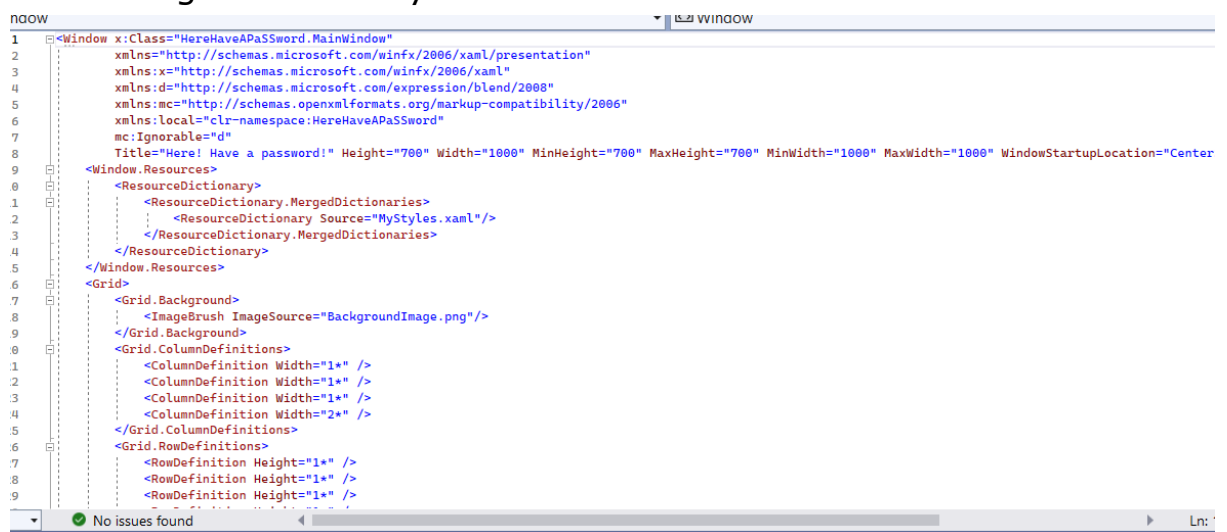 ndow Window
1 <Window x:Class="HereHaveAPaSSword.MainWindow"
2 xmlns="http://schemas.microsoft.com/winfx/2006/xaml/presentation"
3 xmlns:x="http://schemas.microsoft.com/winfx/2006/xaml"
4 xmlns:d="http://schemas.microsoft.com/expression/blend/2008"
5 xmlns:mc="http://schemas.openxmlformats.org/markup-compatibility/2006"
6 xmlns:local="clr-namespace:HereHaveAPaSSword"
7 mc:Ignorable="d"
8 Title="Here! Have a password!" Height="700" Width="1000" MinHeight="700" MaxHeight="700" MinWidth="1000" MaxWidth="1000" WindowStartupLocation="Center
9 <Window.Resources>
0 <ResourceDictionary>
1 <ResourceDictionary.MergedDictionaries>
2 <ResourceDictionary Source="MyStyles.xaml"/>
3 </ResourceDictionary.MergedDictionaries>
4 </ResourceDictionary>
5 </Window.Resources>
6 <Grid>
7 <Grid.Background>
8 <ImageBrush ImageSource="BackgroundImage.png"/>
9 </Grid.Background>
0 <Grid.ColumnDefinitions>
1 <ColumnDefinition Width="1*" />
2 <ColumnDefinition Width="1*" />
3 <ColumnDefinition Width="1*" />
4 <ColumnDefinition Width="2*" />
5 </Grid.ColumnDefinitions>
6 <Grid.RowDefinitions>
7 <RowDefinition Height="1*" />
8 <RowDefinition Height="1*" />
9 <RowDefinition Height="1*" />
No issues found Ln: